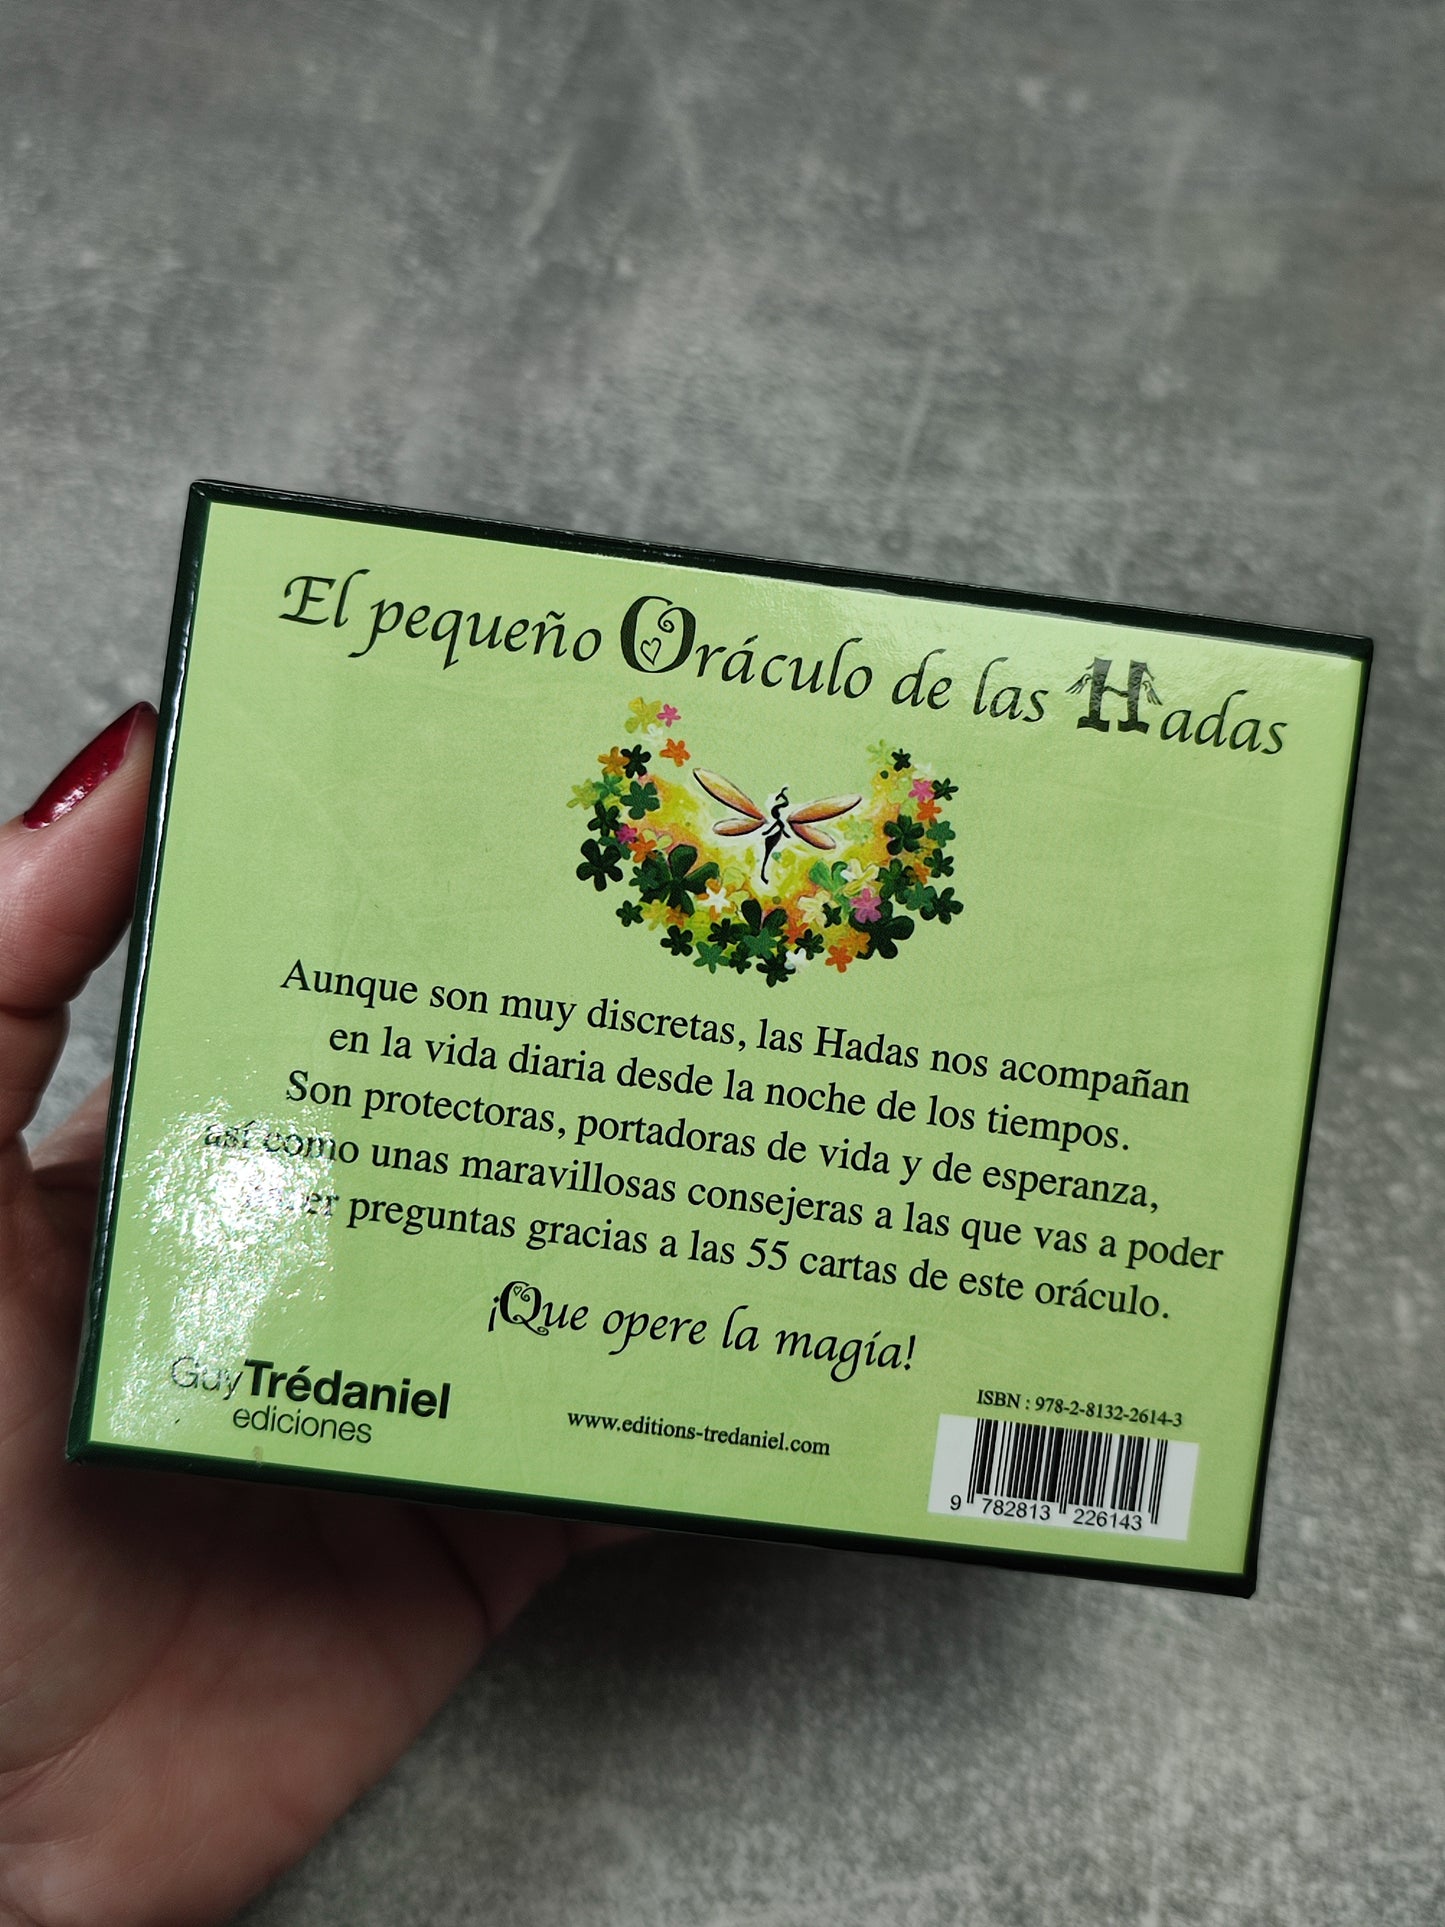 El pequeño Oráculo de las Hadas
Aunque son muy discretas, las Hadas nos acompañan
en la vida diaria desde la noche de los tiempos.
Son protectoras, portadoras de vida y de esperanza,
así como unas maravillosas consejeras a las que vas a poder
preguntas gracias a las 55 cartas de este oráculo.
¡Que opere la magia!
GuyTrédaniel
ediciones
www.editions-tredaniel.com
ISBN : 978-2-8132-2614-3
9 782813 226143